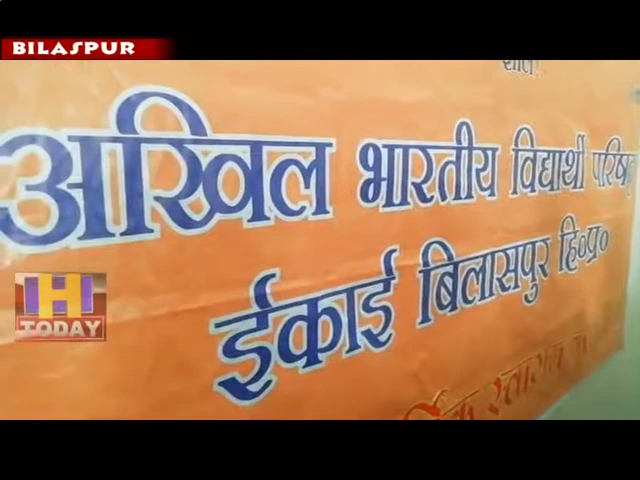 BILASPUR
अखिल भारतीय विद्यार्थी परिषद
ईकाई बिलासपुर हि०प्र०
H
TODAY